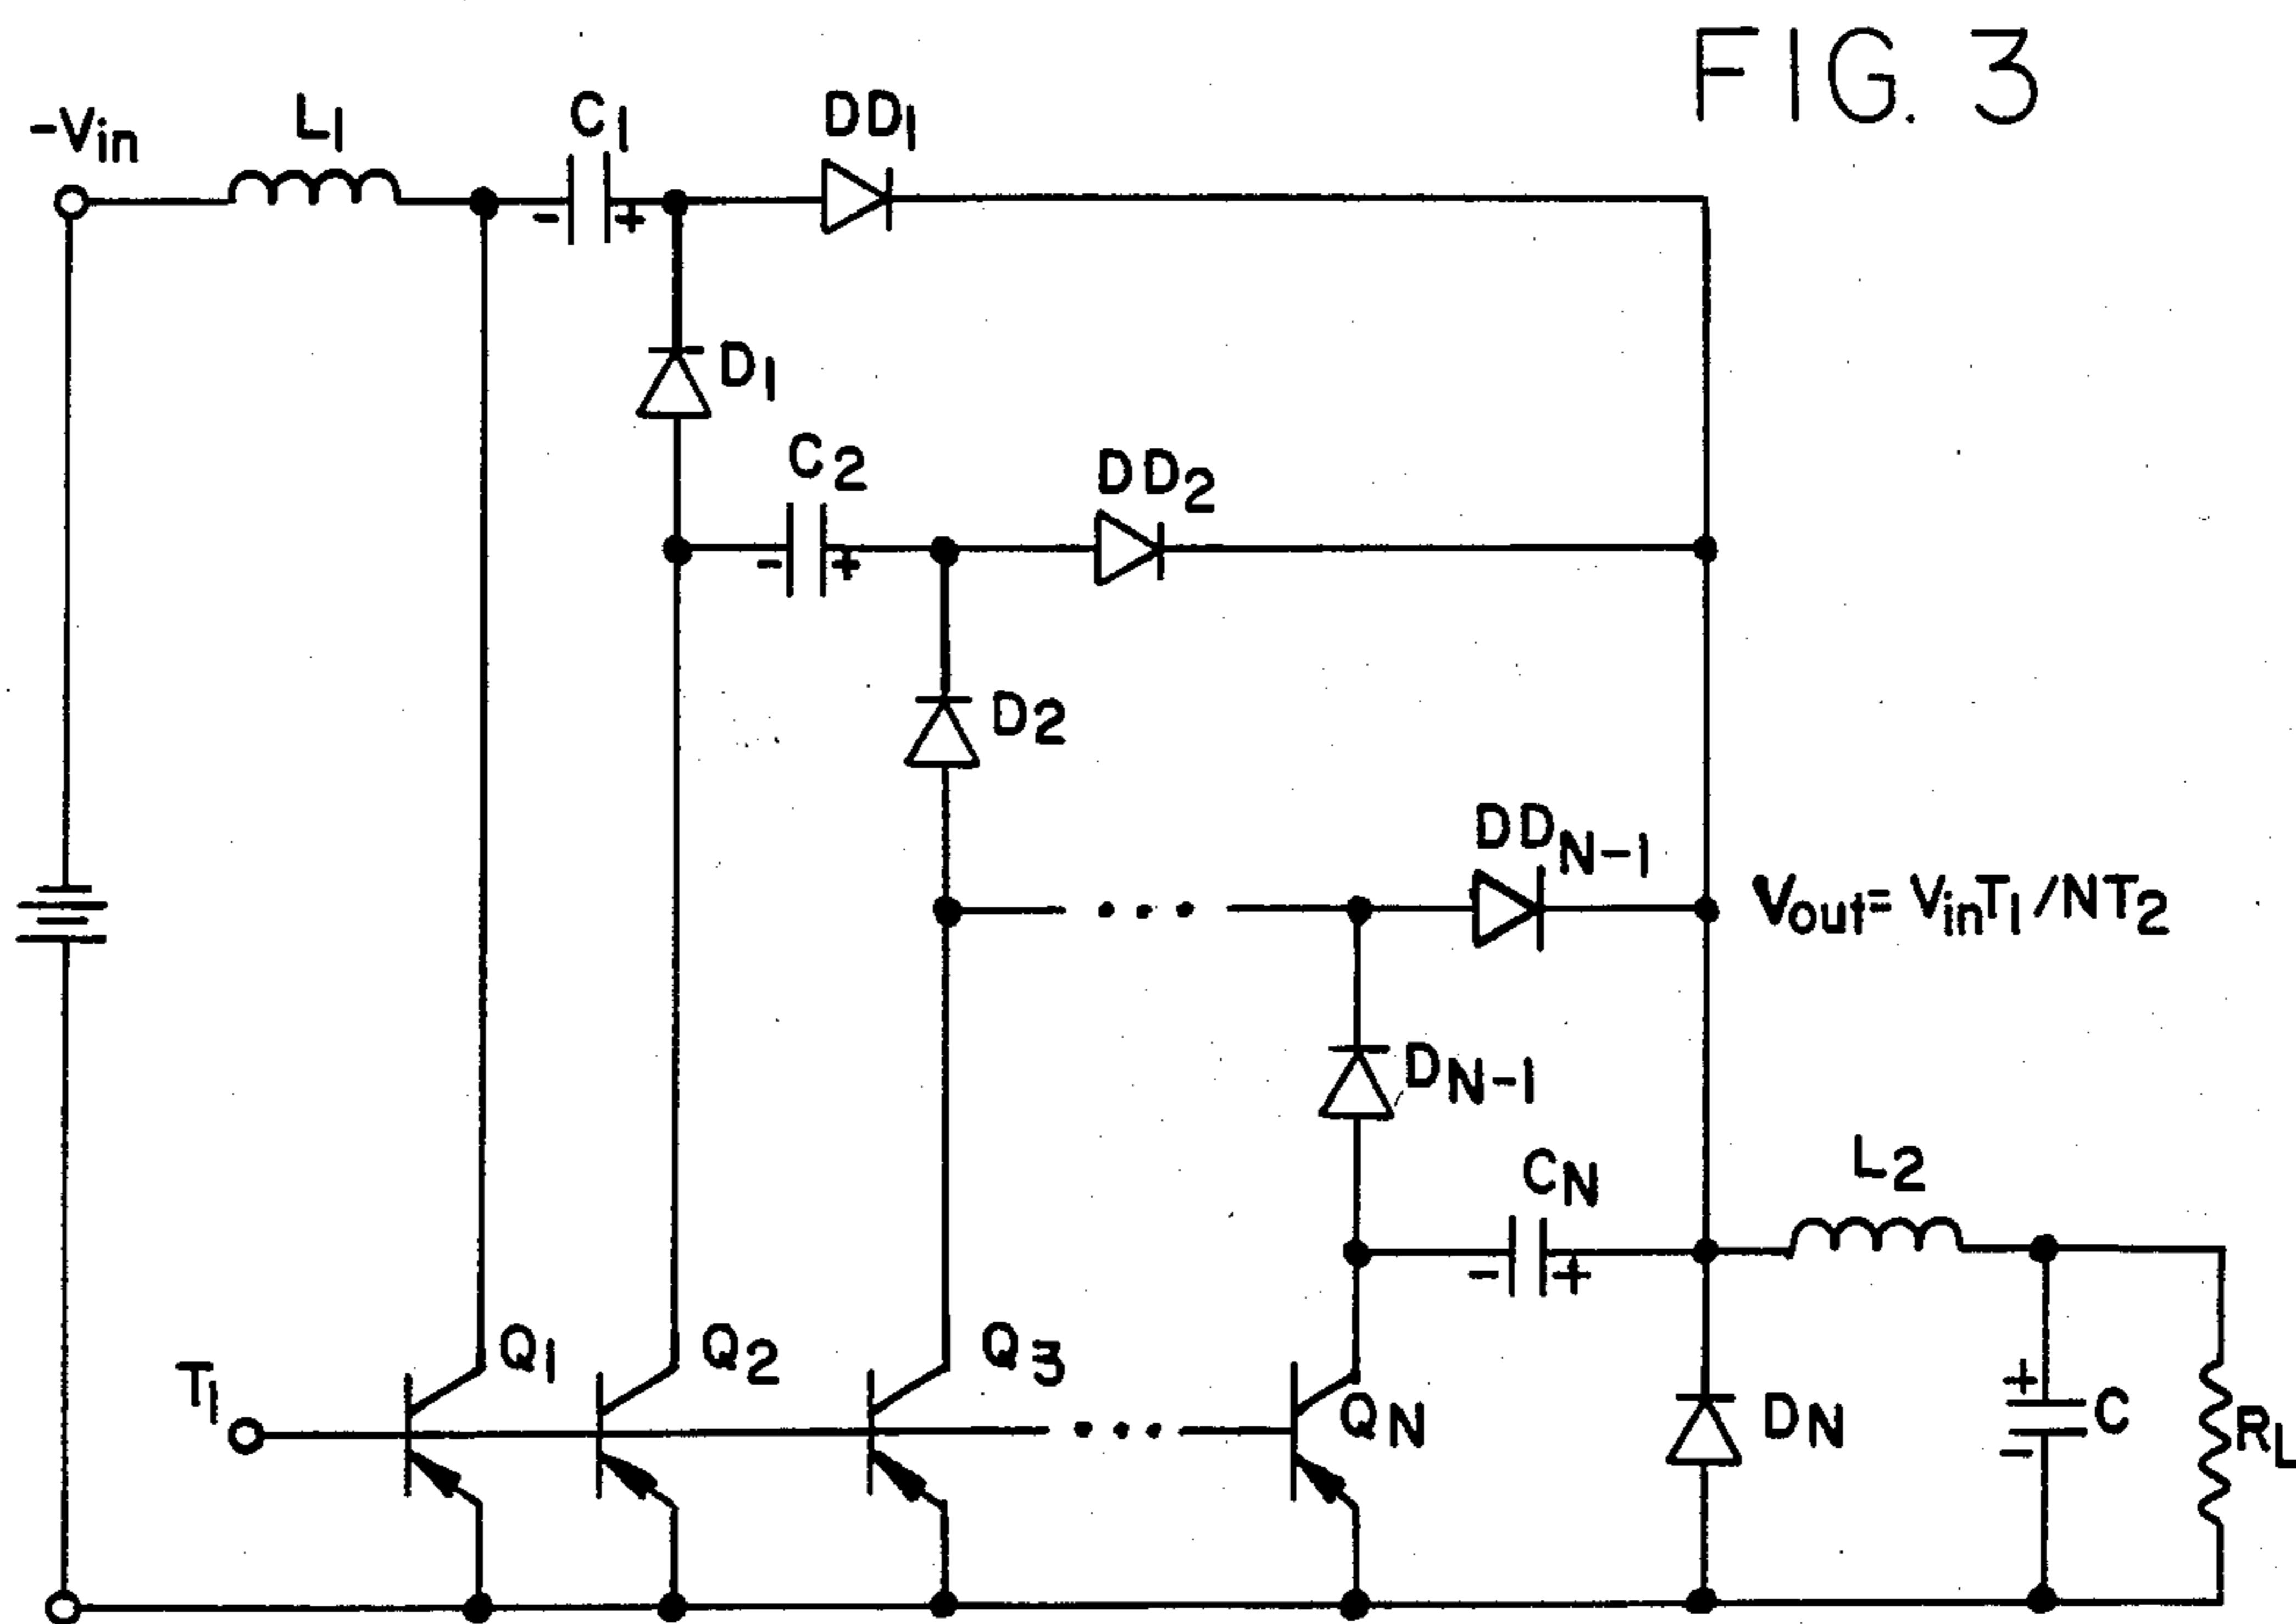 FIG. 3
-Vin
L1
C1
DD1
- +
D1
C2
DD2
- +
D2
DDN-1
Vout= VinT1/NT2
DN-1
CN
L2
- +
Q1
Q2
Q3
T1
QN
DN
+
C
-
RL